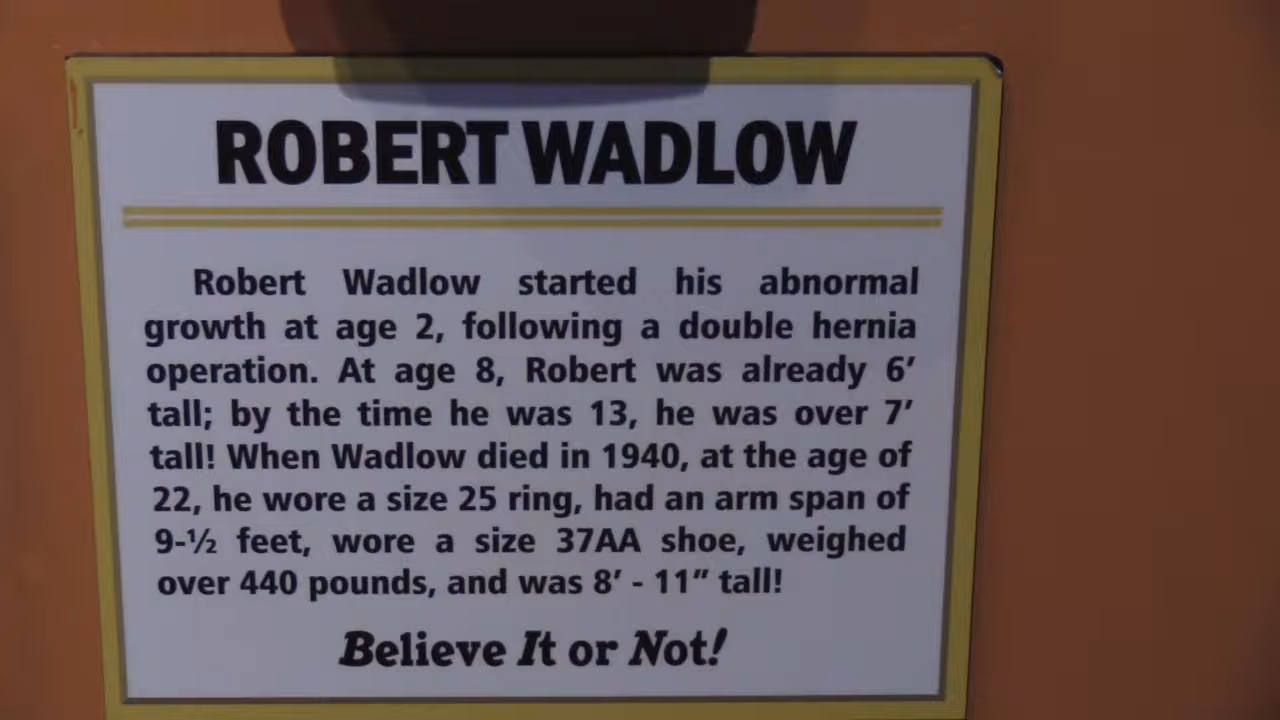 ROBERT WADLOW
Robert Wadlow started his abnormal
growth at age 2, following a double hernia
operation. At age 8, Robert was already 6′
tall; by the time he was 13, he was over 7′
tall! When Wadlow died in 1940, at the age of
22, he wore a size 25 ring, had an arm span of
9-½ feet, wore a size 37AA shoe, weighed
over 440 pounds, and was 8′ - 11″ tall!
Believe It or Not!